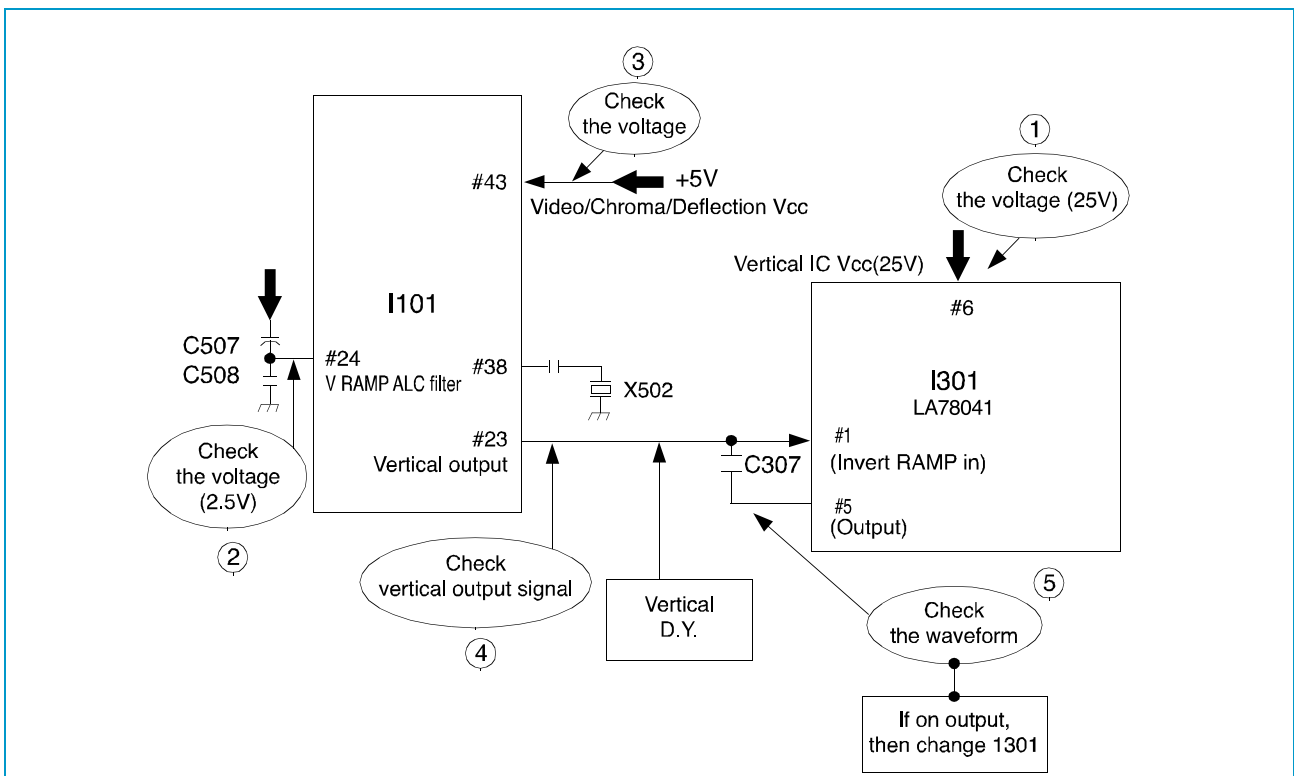 3
Check
the voltage
1
Check
the voltage (25V)
#43
+5V
Video/Chroma/Deflection Vcc
Vertical IC Vcc(25V)
#6
I101
C507
C508
#24
V RAMP ALC filter
#38
X502
I301
LA78041
#23
Vertical output
#1
(Invert RAMP in)
C307
#5
(Output)
Check
the voltage
(2.5V)
2
Check
vertical output signal
4
Vertical
D.Y.
5
Check
the waveform
If on output,
then change 1301